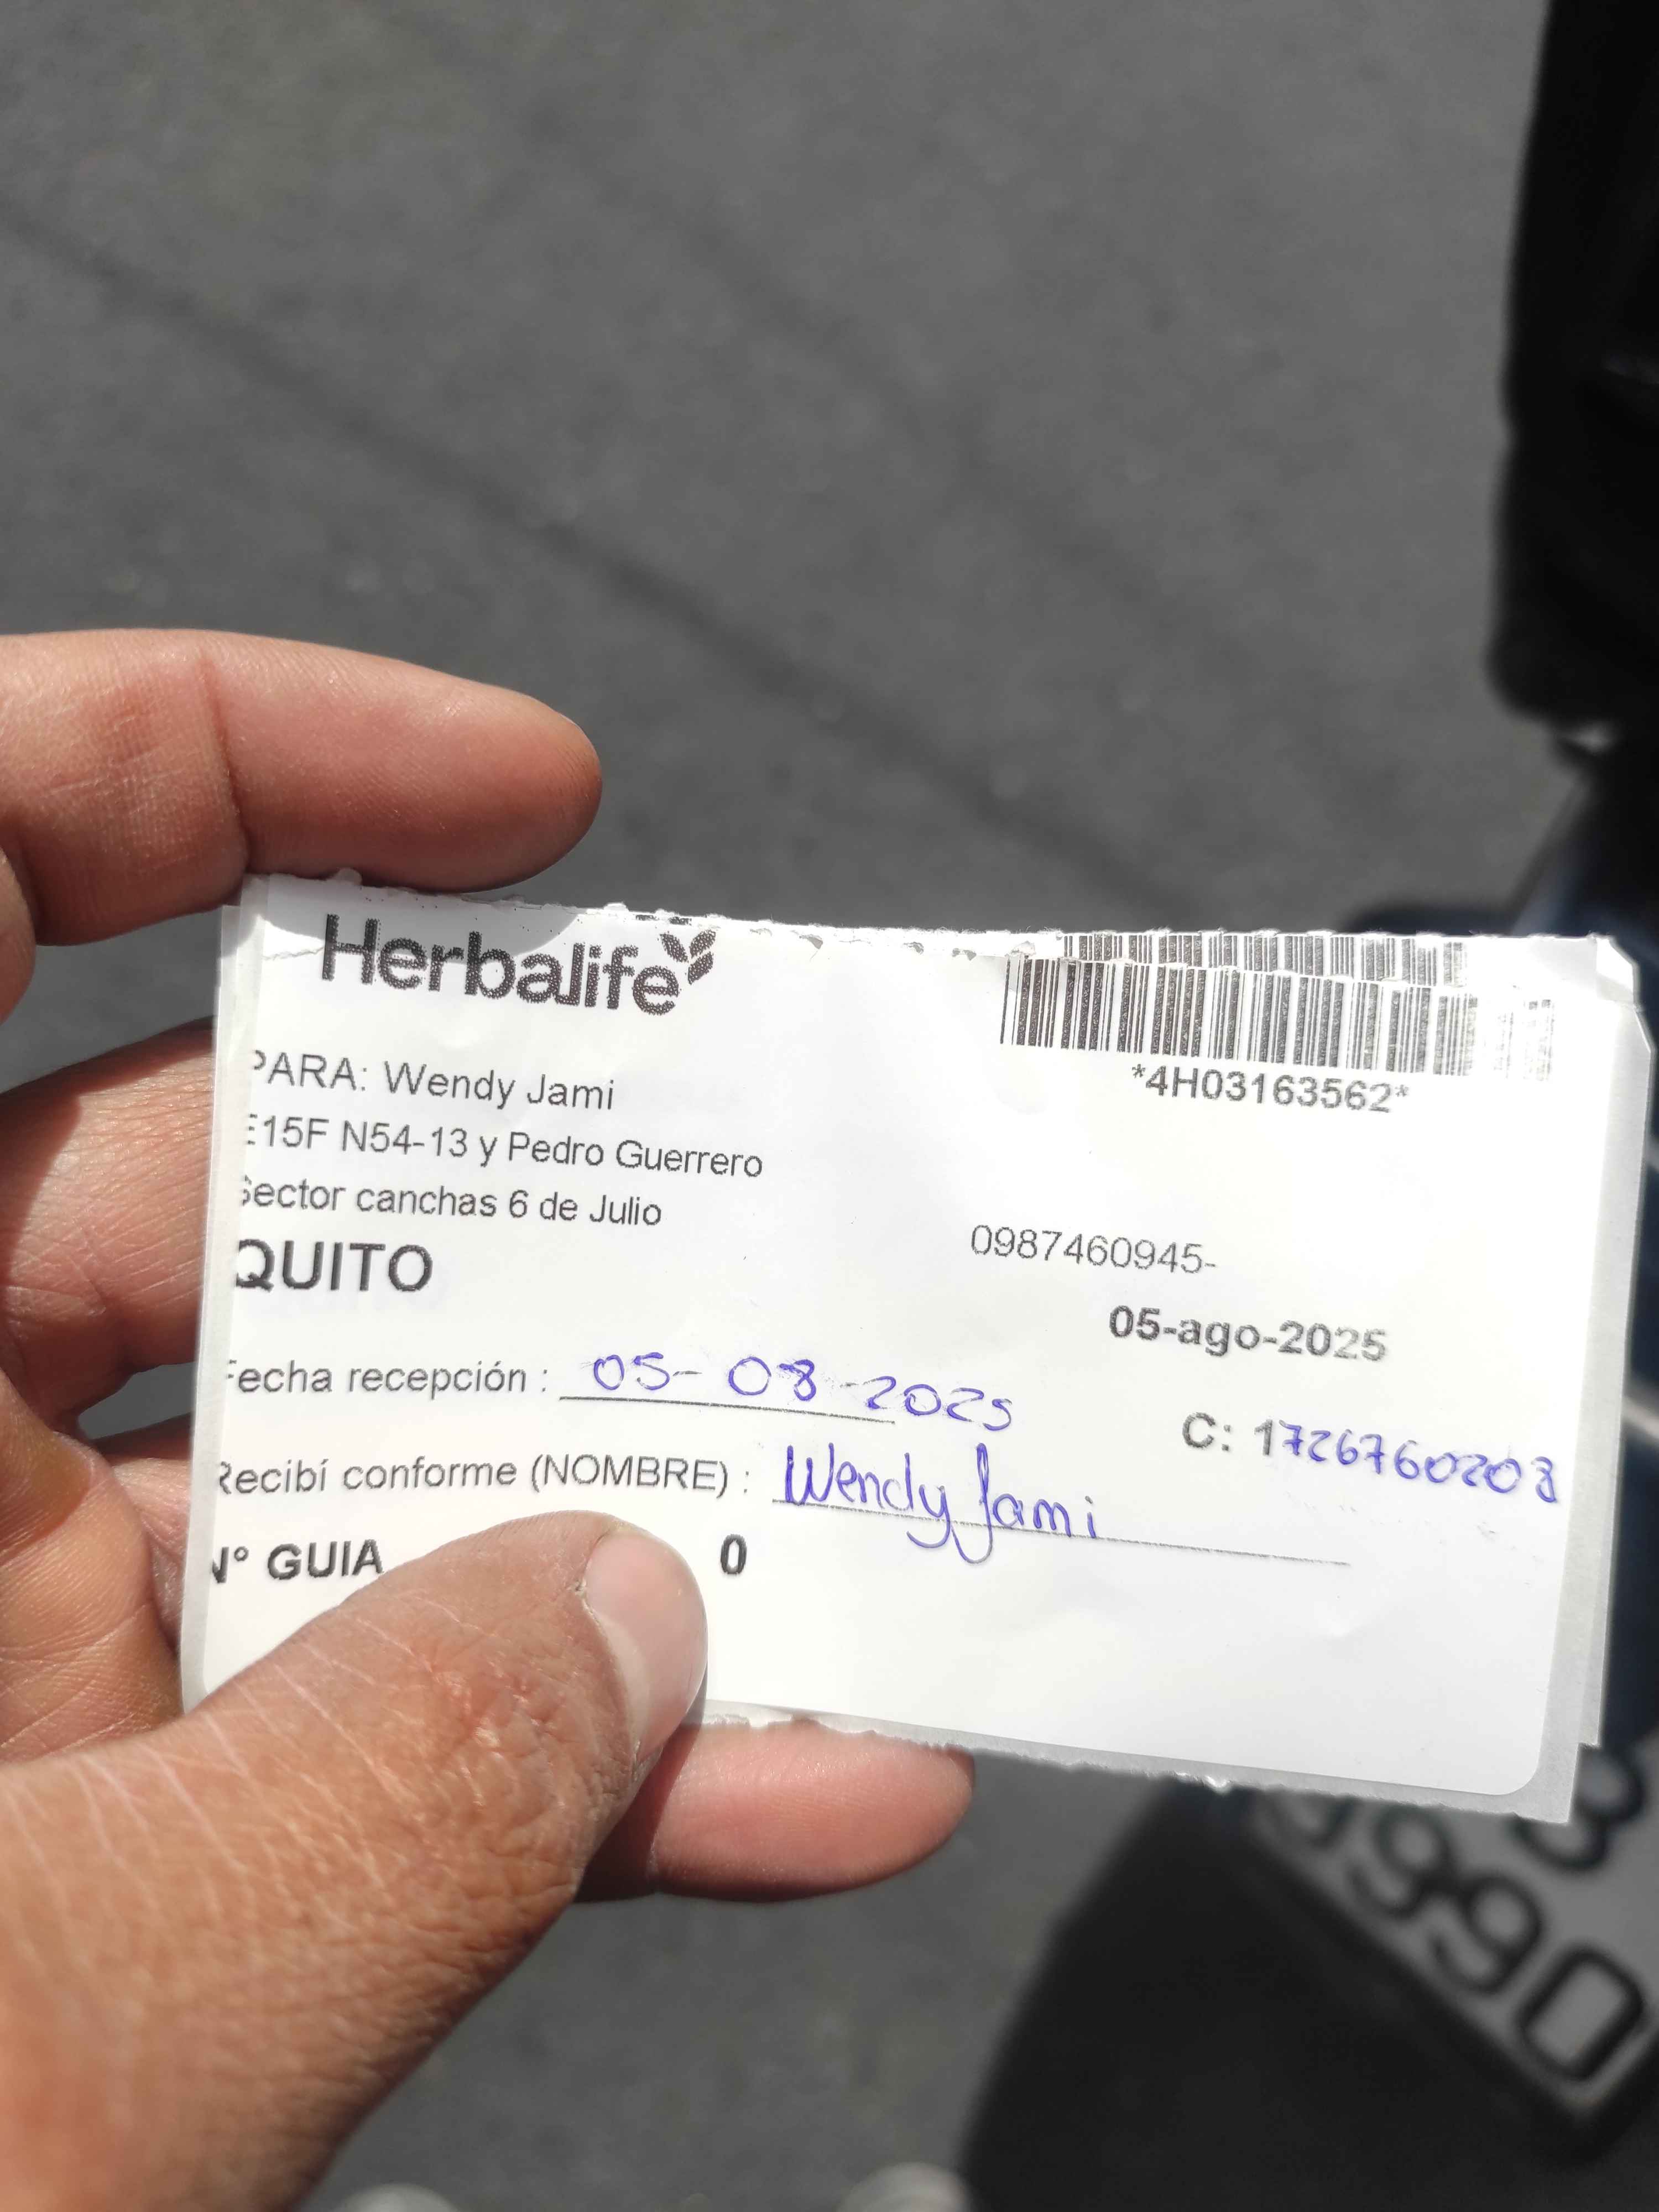 Herbalife
*4H03163562*
PARA: Wendy Jami
E15F N54-13 y Pedro Guerrero
Sector canchas 6 de Julio
0987460945-
QUITO
05-ago-2025
Fecha recepción : 05-08-2025
C: 1726760203
Recibí conforme (NOMBRE) : Wendy Jami
N° GUIA 0